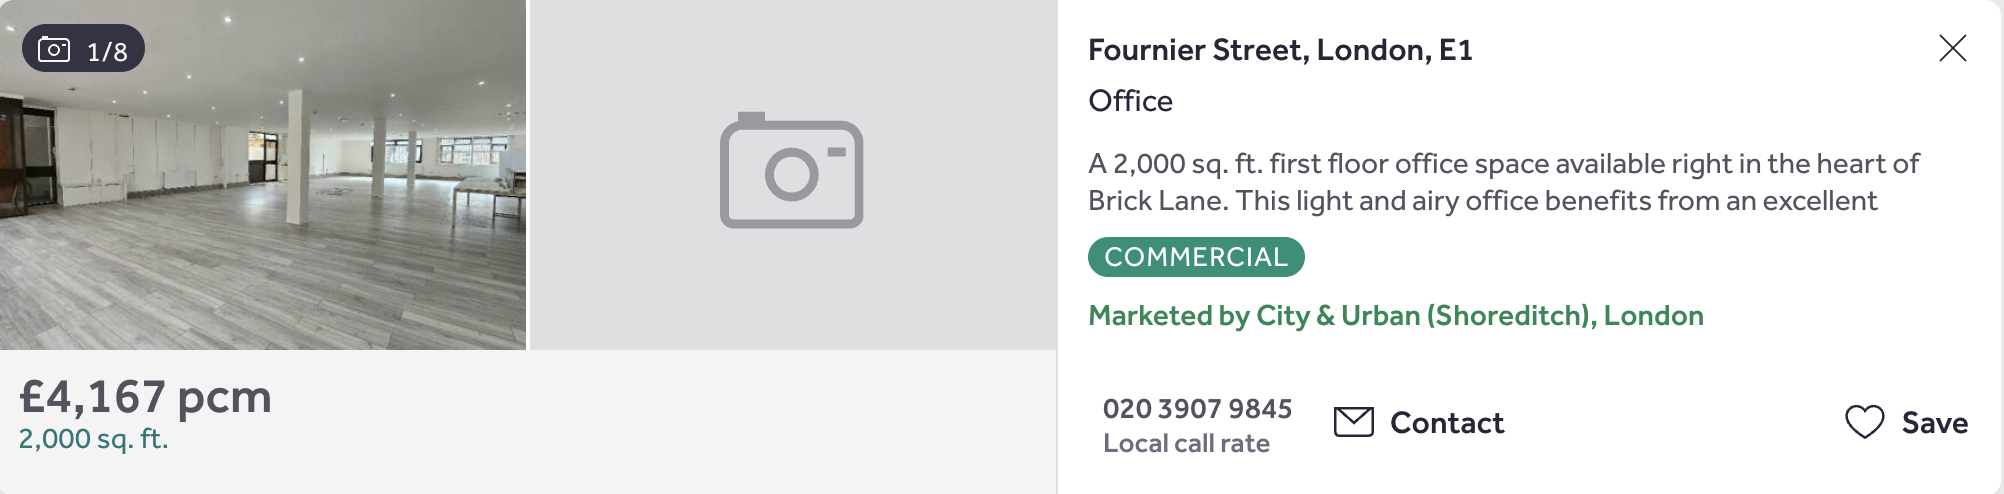 1/8
£4,167 pcm
2,000 sq. ft.
Fournier Street, London, E1
Office
A 2,000 sq. ft. first floor office space available right in the heart of
Brick Lane. This light and airy office benefits from an excellent
COMMERCIAL
Marketed by City & Urban (Shoreditch), London
020 3907 9845
Local call rate
Contact
Save